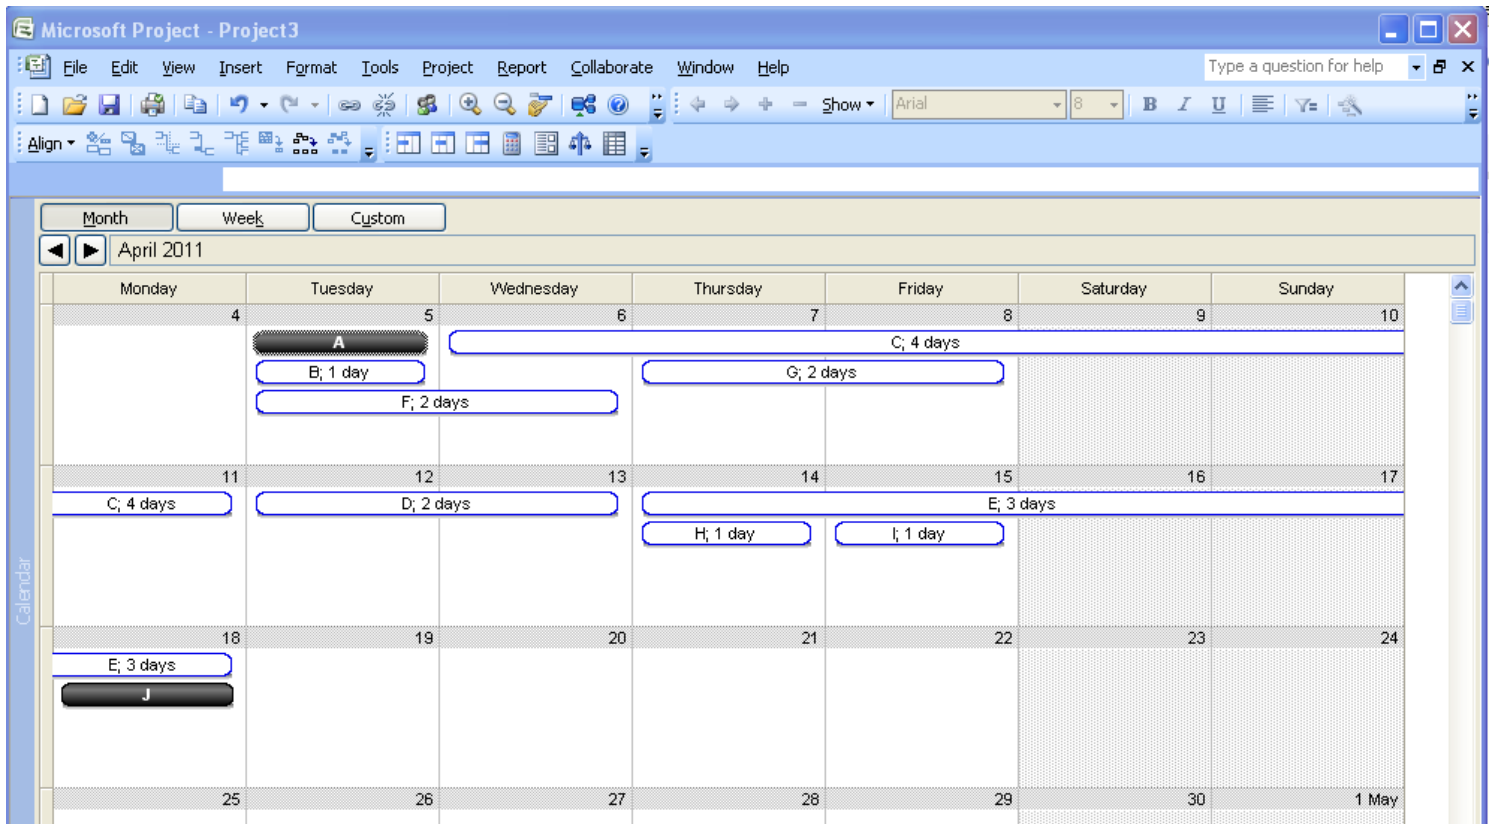 Microsoft Project - Project3
File Edit View Insert Format Tools Project Report Collaborate Window Help Type a question for help
Show Arial 8 B I U
Align
Month Week Custom
April 2011
Monday Tuesday Wednesday Thursday Friday Saturday Sunday
4 5 6 7 8 9 10
A C; 4 days
B; 1 day G; 2 days
F; 2 days
11 12 13 14 15 16 17
C; 4 days D; 2 days E; 3 days
H; 1 day I; 1 day
Calendar
18 19 20 21 22 23 24
E; 3 days
J
25 26 27 28 29 30 1 May